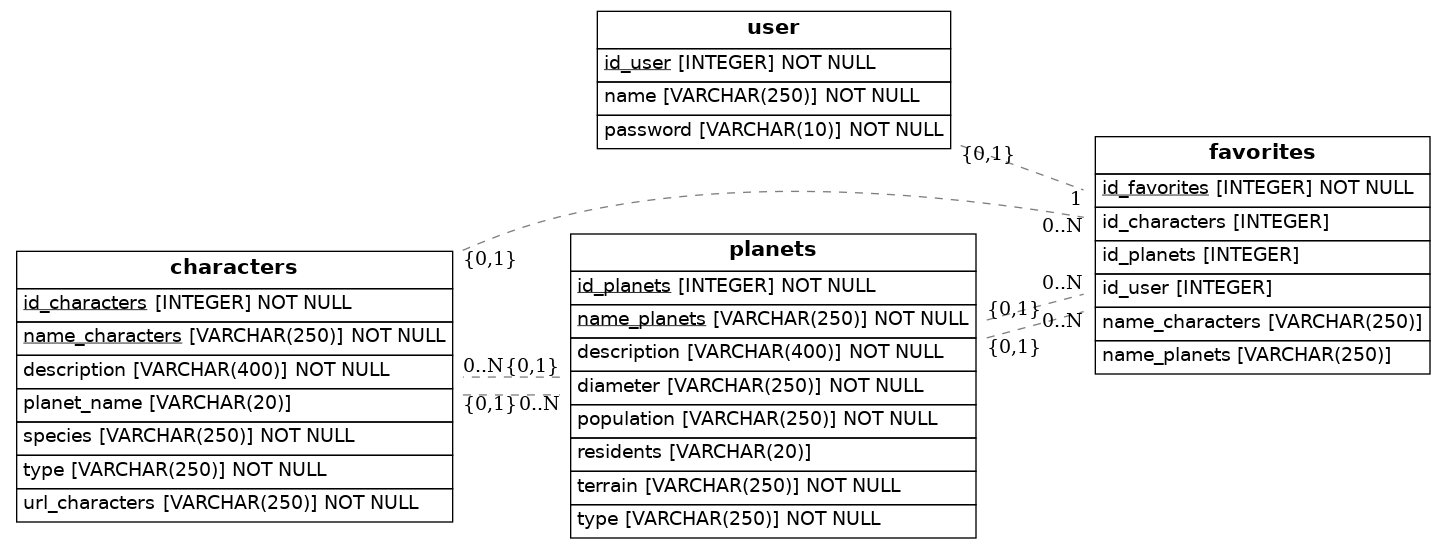 user
id_user [INTEGER] NOT NULL
name [VARCHAR(250)] NOT NULL
password [VARCHAR(10)] NOT NULL
{0,1}
1
favorites
id_favorites [INTEGER] NOT NULL
id_characters [INTEGER]
id_planets [INTEGER]
id_user [INTEGER]
name_characters [VARCHAR(250)]
name_planets [VARCHAR(250)]
0..N
{0,1}
0..N
{0,1}
0..N
{0,1}
characters
id_characters [INTEGER] NOT NULL
name_characters [VARCHAR(250)] NOT NULL
description [VARCHAR(400)] NOT NULL
planet_name [VARCHAR(20)]
species [VARCHAR(250)] NOT NULL
type [VARCHAR(250)] NOT NULL
url_characters [VARCHAR(250)] NOT NULL
0..N{0,1}
{0,1}0..N
planets
id_planets [INTEGER] NOT NULL
name_planets [VARCHAR(250)] NOT NULL
description [VARCHAR(400)] NOT NULL
diameter [VARCHAR(250)] NOT NULL
population [VARCHAR(250)] NOT NULL
residents [VARCHAR(20)]
terrain [VARCHAR(250)] NOT NULL
type [VARCHAR(250)] NOT NULL